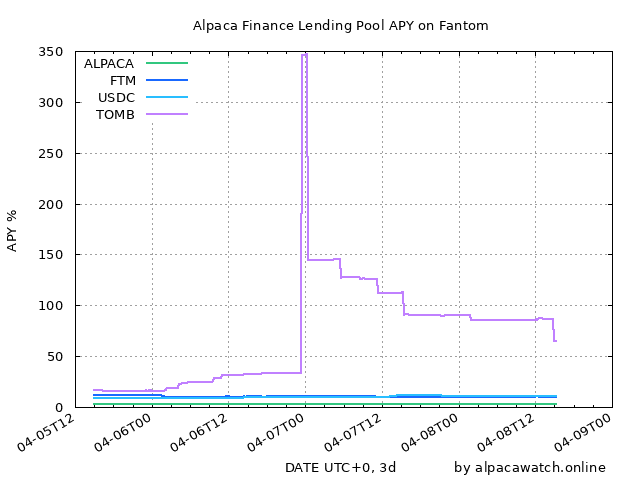 Alpaca Finance Lending Pool APY on Fantom
350
300
250
200
150
100
50
0
APY %
ALPACA
FTM
USDC
TOMB
04-05T12
04-06T00
04-06T12
04-07T00
04-07T12
04-08T00
04-08T12
04-09T00
DATE UTC+0, 3d
by alpacawatch.online